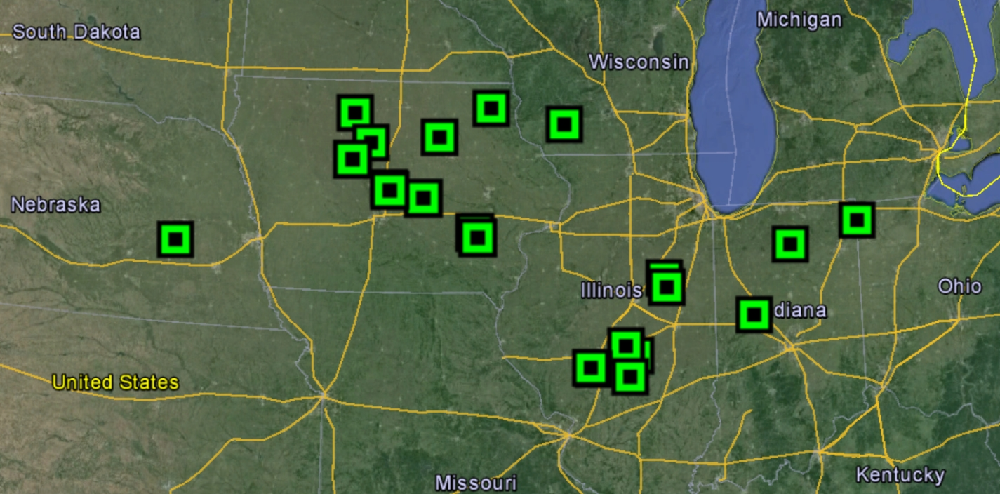 Michigan
South Dakota
Wisconsin
Nebraska
Illinois
Ohio
diana
United States
Kentucky
Missouri